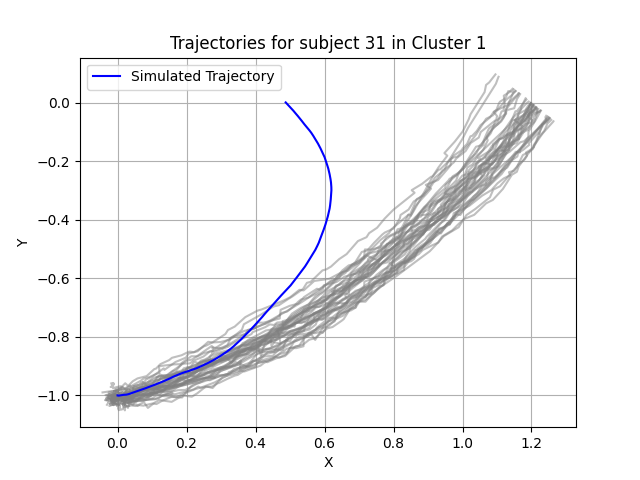 Trajectories for subject 31 in Cluster 1
Simulated Trajectory
0.0
−0.2
−0.4
−0.6
−0.8
−1.0
Y
0.0 0.2 0.4 0.6 0.8 1.0 1.2
X